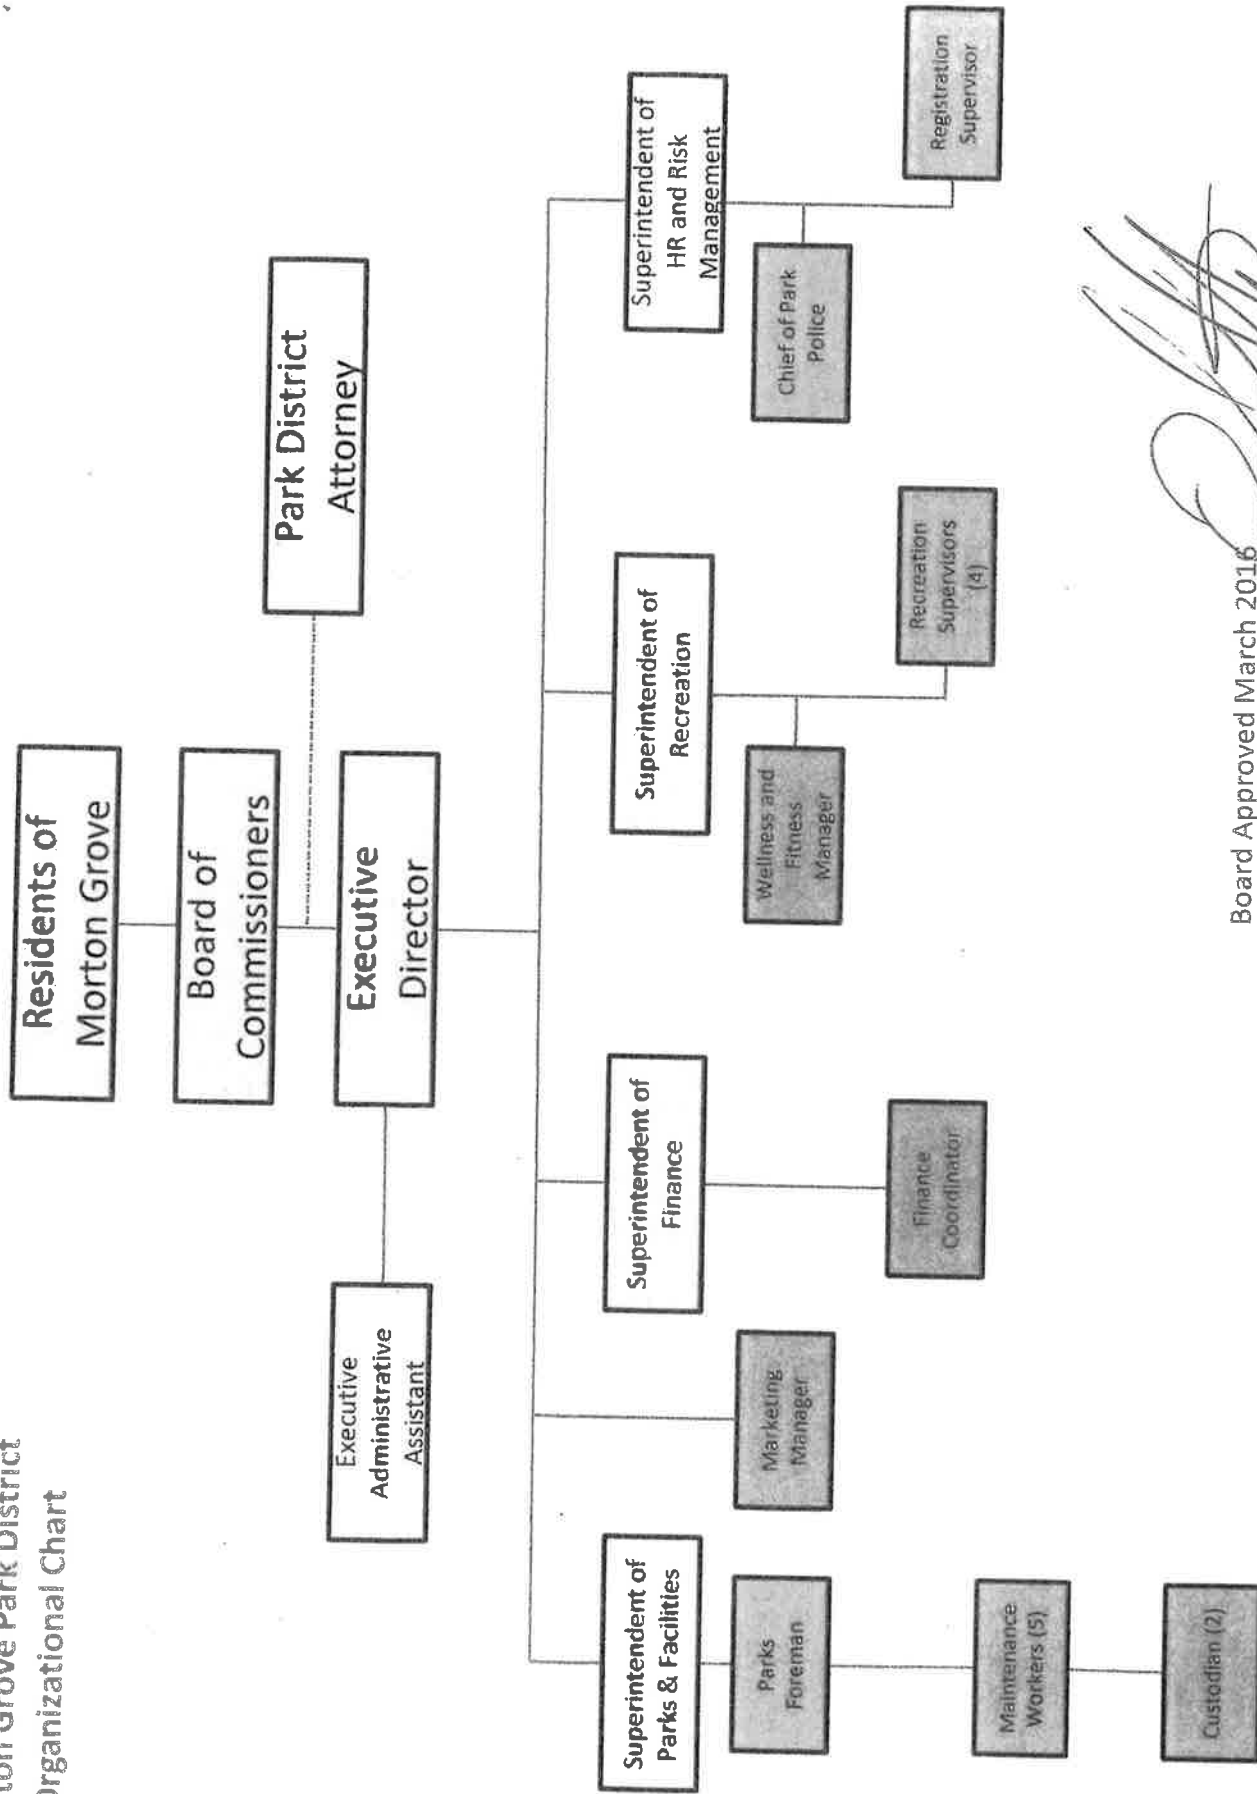 Grove Park District
Organizational Chart
Residents of
Morton Grove
Board of
Commissioners
Park District
Attorney
Executive
Director
Executive
Administrative
Assistant
Superintendent of
Parks & Facilities
Superintendent of
Finance
Superintendent of
Recreation
Superintendent of
HR and Risk
Management
Parks
Foreman
Marketing
Manager
Wellness and
Fitness
Manager
Chief of Park
Police
Maintenance
Workers (5)
Finance
Coordinator
Recreation
Supervisors
(4)
Registration
Supervisor
Custodian (2)
Board Approved March 2016